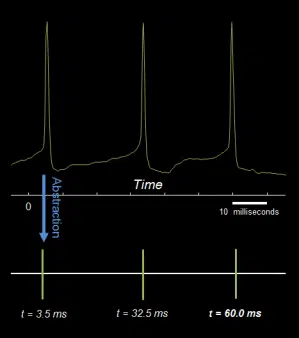 Time
0
10 milliseconds
Abstraction
t = 3.5 ms
t = 32.5 ms
t = 60.0 ms